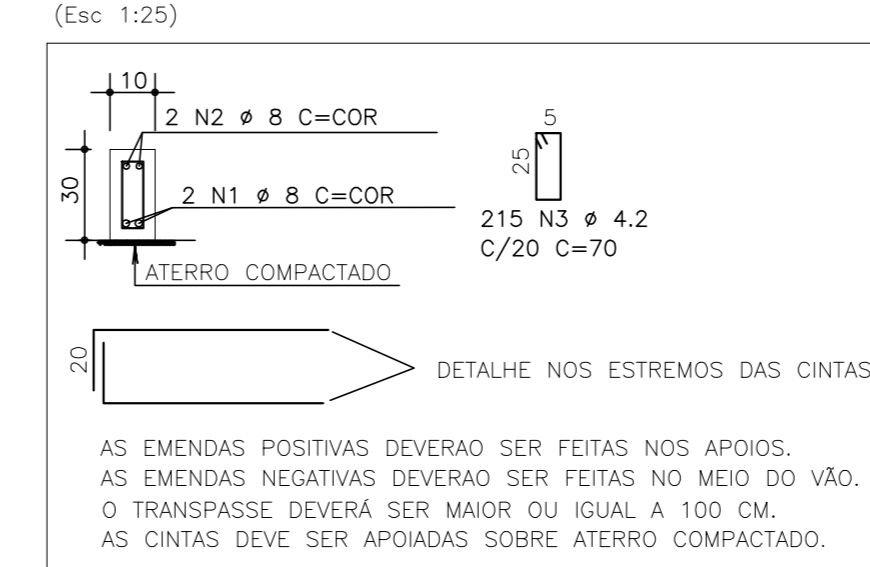 (Esc 1:25)
10
2 N2 ø 8 C=COR
30
2 N1 ø 8 C=COR
ATERRO COMPACTADO
5
25
215 N3 ø 4.2
C/20 C=70
20
DETALHE NOS ESTREMOS DAS CINTAS
AS EMENDAS POSITIVAS DEVERAO SER FEITAS NOS APOIOS.
AS EMENDAS NEGATIVAS DEVERAO SER FEITAS NO MEIO DO VÃO.
O TRANSPASSE DEVERÁ SER MAIOR OU IGUAL A 100 CM.
AS CINTAS DEVE SER APOIADAS SOBRE ATERRO COMPACTADO.